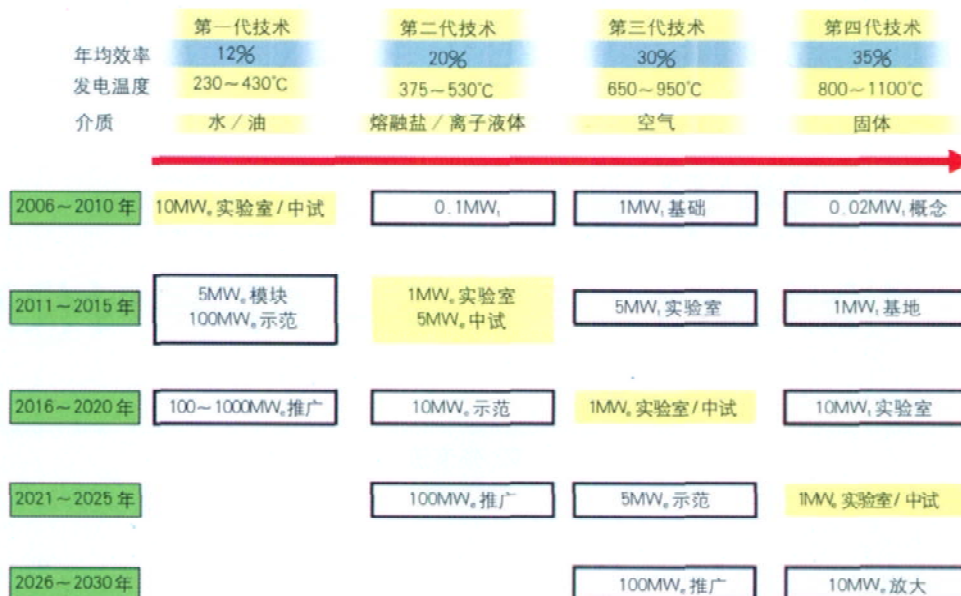 第一代技术 第二代技术 第三代技术 第四代技术
年均效率 12% 20% 30% 35%
发电温度 230～430℃ 375～530℃ 650～950℃ 800～1100℃
介质 水/油 熔融盐/离子液体 空气 固体
2006～2010年 10MWₑ实验室/中试 0.1MWₜ 1MWₜ基础 0.02MWₜ概念
2011～2015年 5MWₑ模块 1MWₑ实验室 5MWₜ实验室 1MWₜ基地
100MWₑ示范 5MWₑ中试
2016～2020年 100～1000MWₑ推广 10MWₑ示范 1MWₑ实验室/中试 10MWₜ实验室
2021～2025年 100MWₑ推广 5MWₑ示范 1MWₑ实验室/中试
2026～2030年 100MWₑ推广 10MWₑ放大